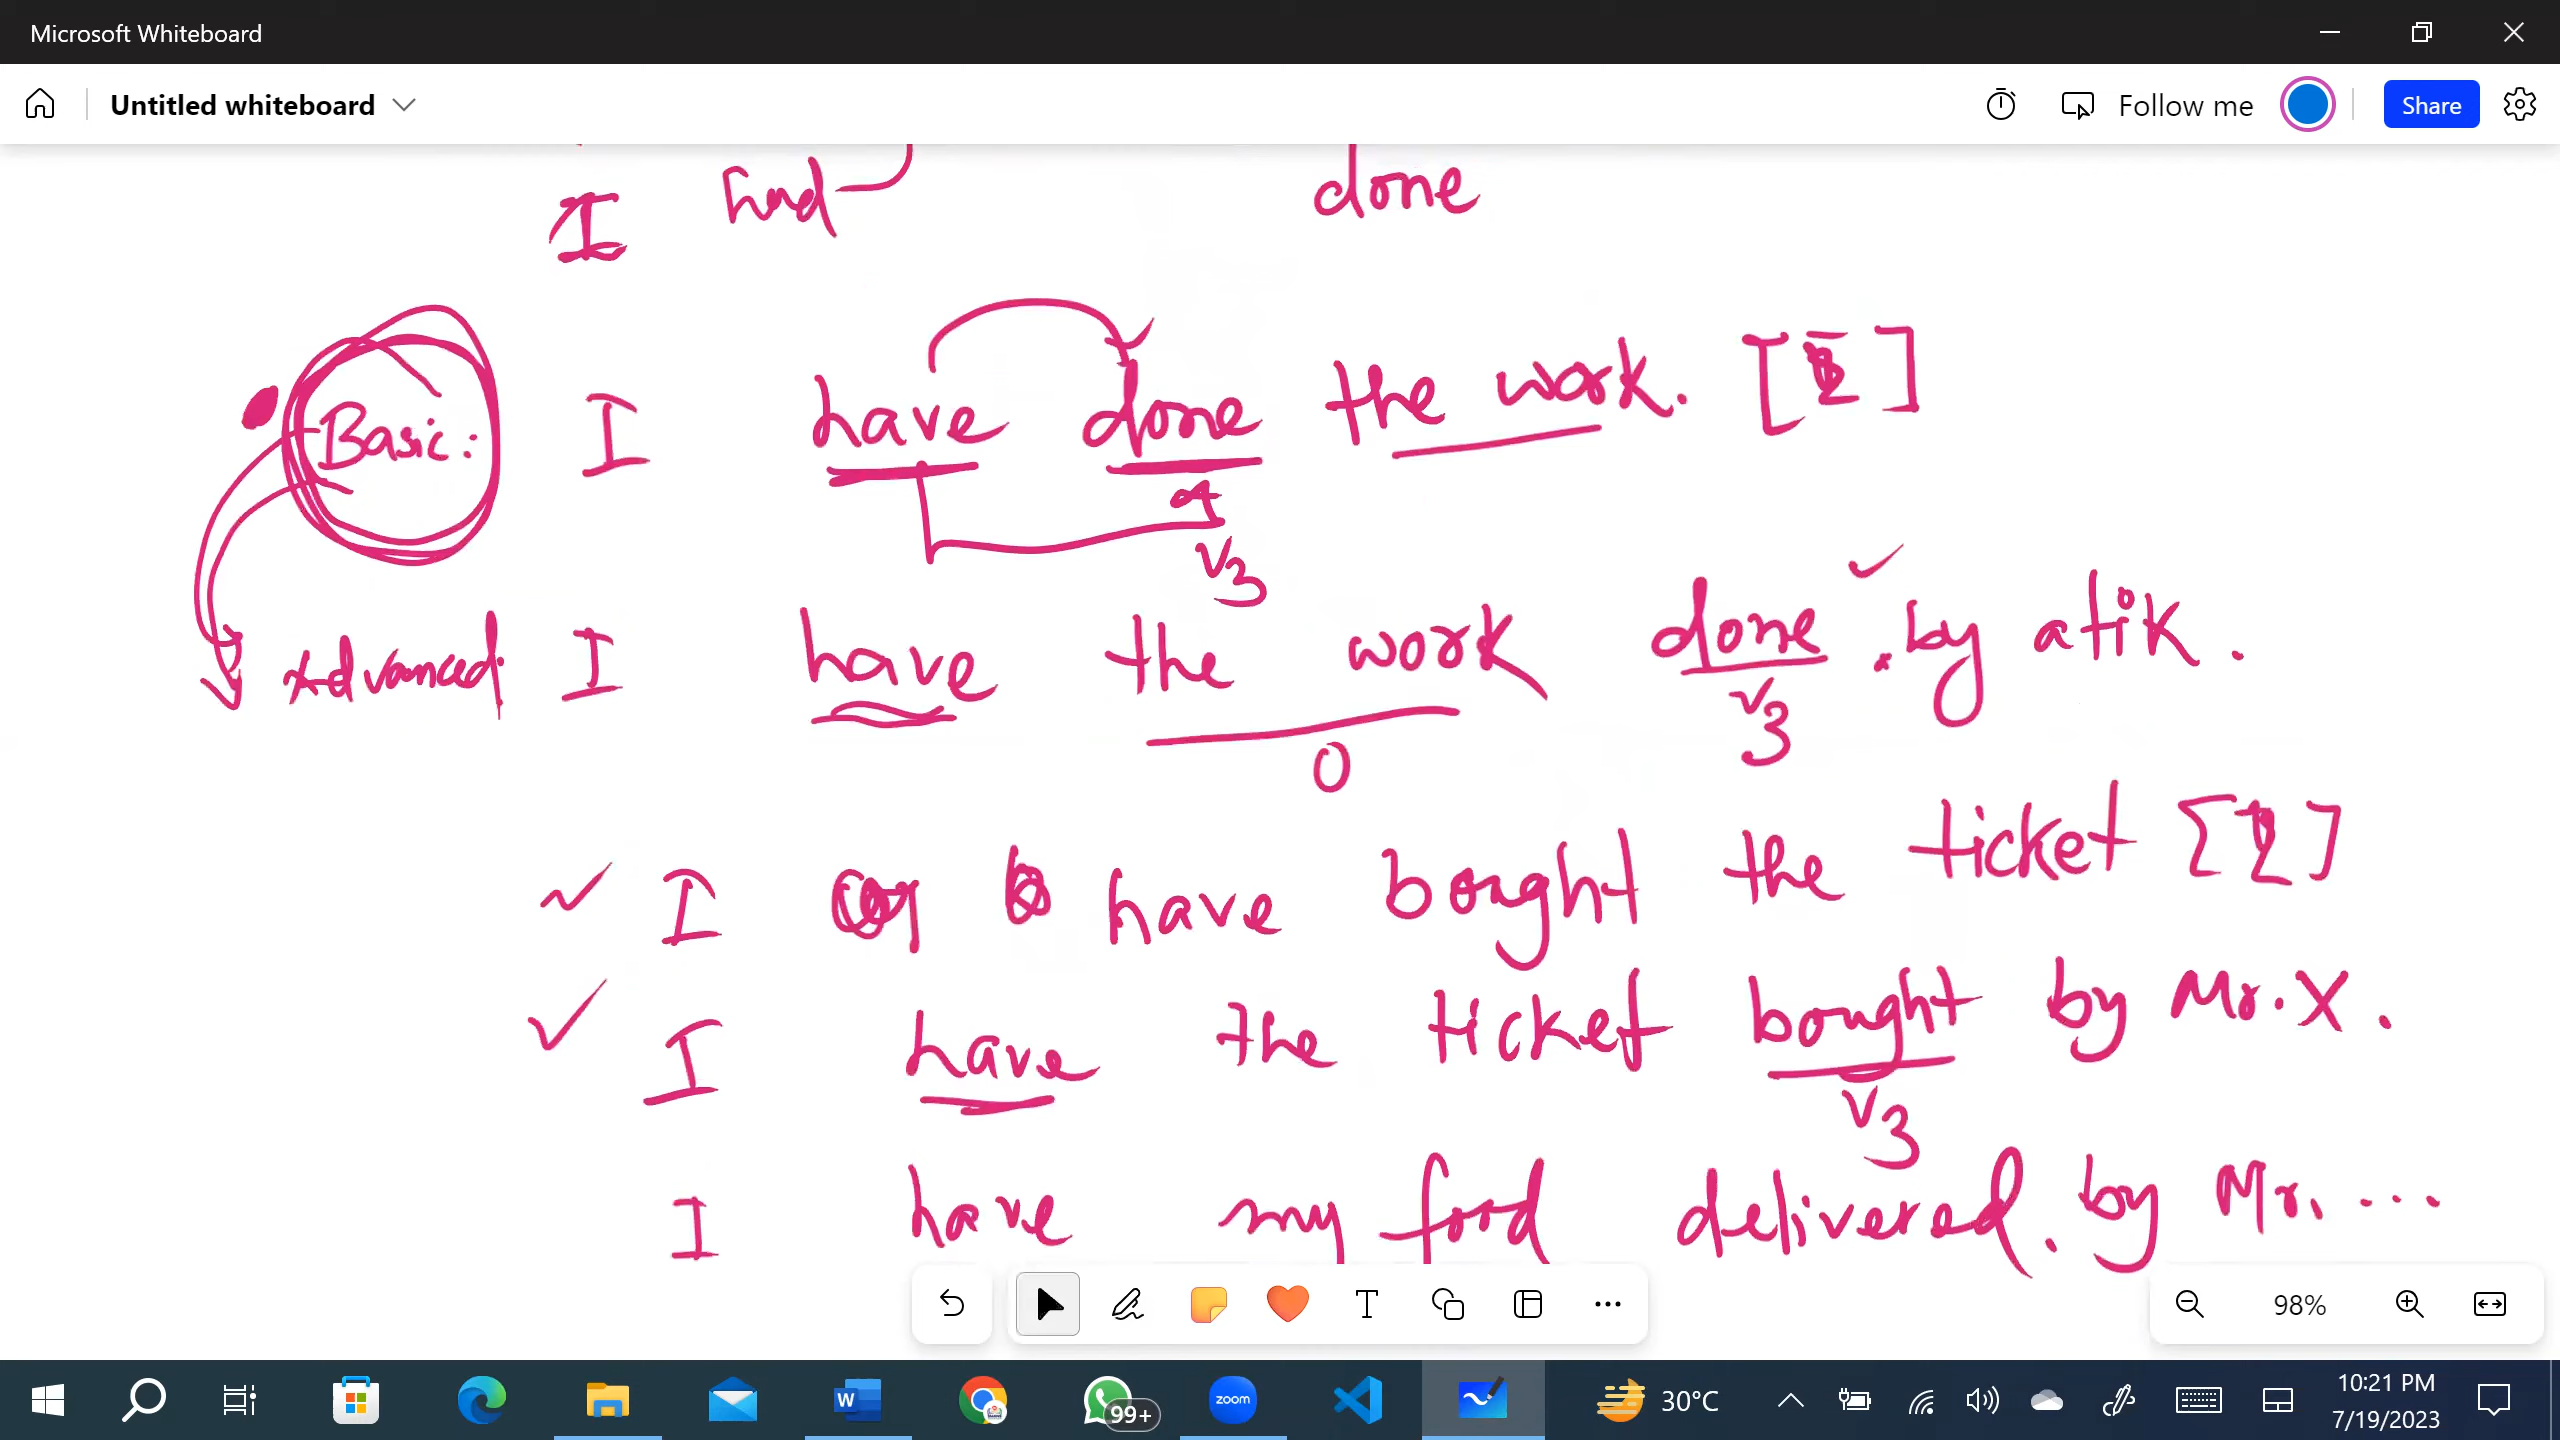 Microsoft Whiteboard
Untitled whiteboard
Follow me
Share
had done
I
Basic: I have done the work. [I]
V3
Advanced I have the work done. by atik.
O V3
I have bought the ticket [I]
I have the ticket bought by Mr. X.
V3
I have my food delivered. by Mr. ...
T
98%
W
99+
zoom
30°C
10:21 PM
7/19/2023